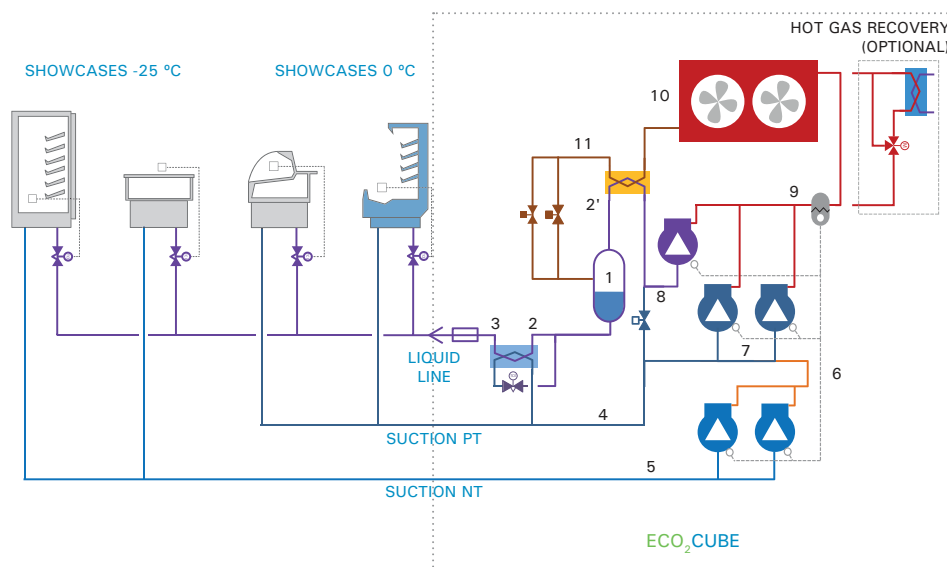 HOT GAS RECOVERY
(OPTIONAL)
SHOWCASES -25 ºC
SHOWCASES 0 ºC
10
11
9
2'
1
8
3
2
LIQUID
LINE
7
6
4
SUCTION PT
5
SUCTION NT
ECO₂CUBE